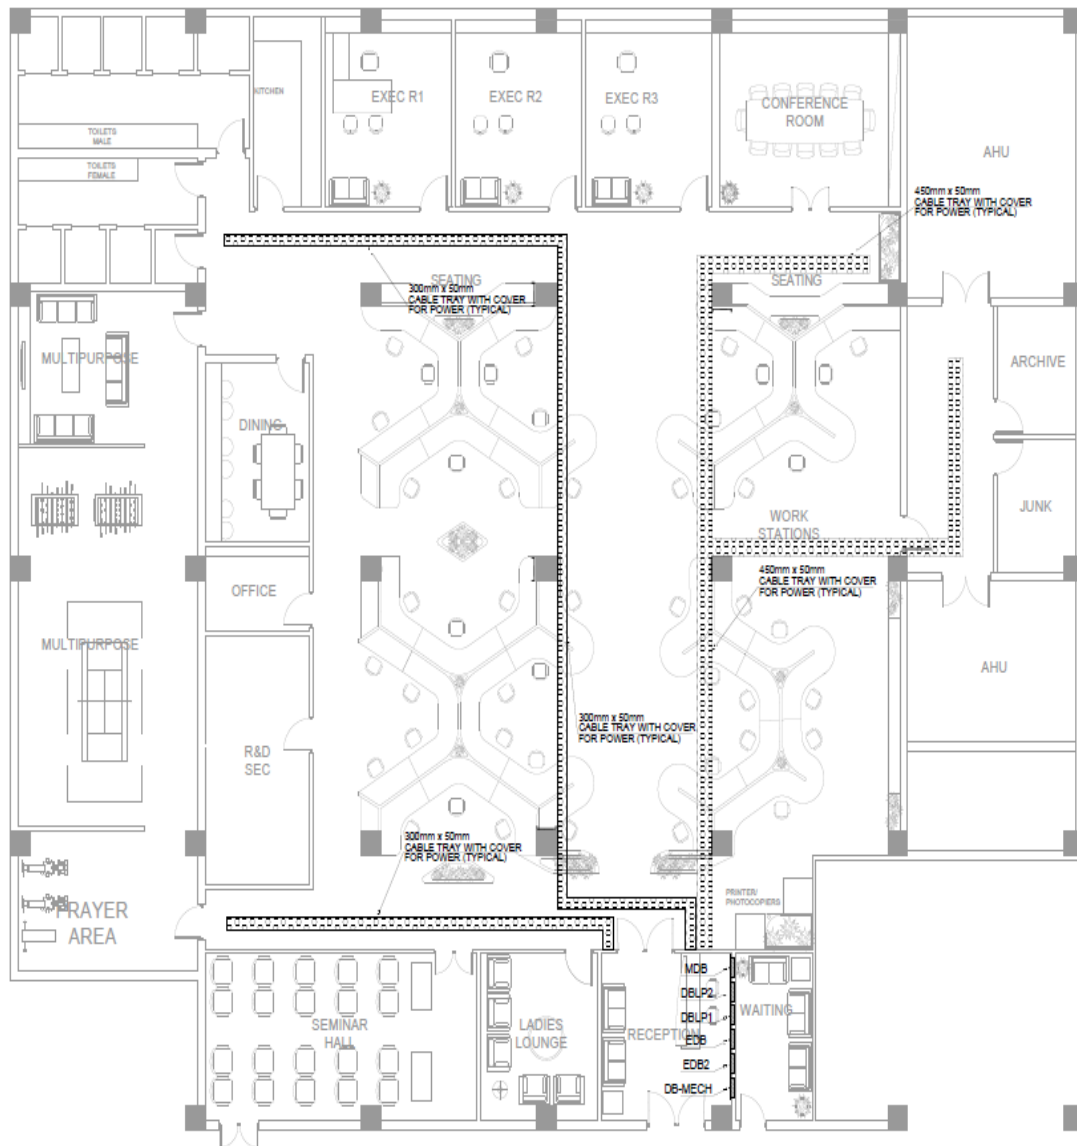 KITCHEN
EXEC R1
EXEC R2
EXEC R3
CONFERENCE
ROOM
TOILETS
MALE
TOILETS
FEMALE
AHU
450mm x 50mm
CABLE TRAY WITH COVER
FOR POWER (TYPICAL)
SEATING
SEATING
300mm x 50mm
CABLE TRAY WITH COVER
FOR POWER (TYPICAL)
MULTIPURPOSE
ARCHIVE
DINING
JUNK
WORK
STATIONS
450mm x 50mm
CABLE TRAY WITH COVER
FOR POWER (TYPICAL)
OFFICE
MULTIPURPOSE
AHU
300mm x 50mm
CABLE TRAY WITH COVER
FOR POWER (TYPICAL)
R&D
SEC
300mm x 50mm
CABLE TRAY WITH COVER
FOR POWER (TYPICAL)
PRINTER/
PHOTOCOPIERS
PRAYER
AREA
MDB
DBLP2
DBLP1
EDB
EDB2
DB-MECH
WAITING
SEMINAR
HALL
LADIES
LOUNGE
RECEPTION